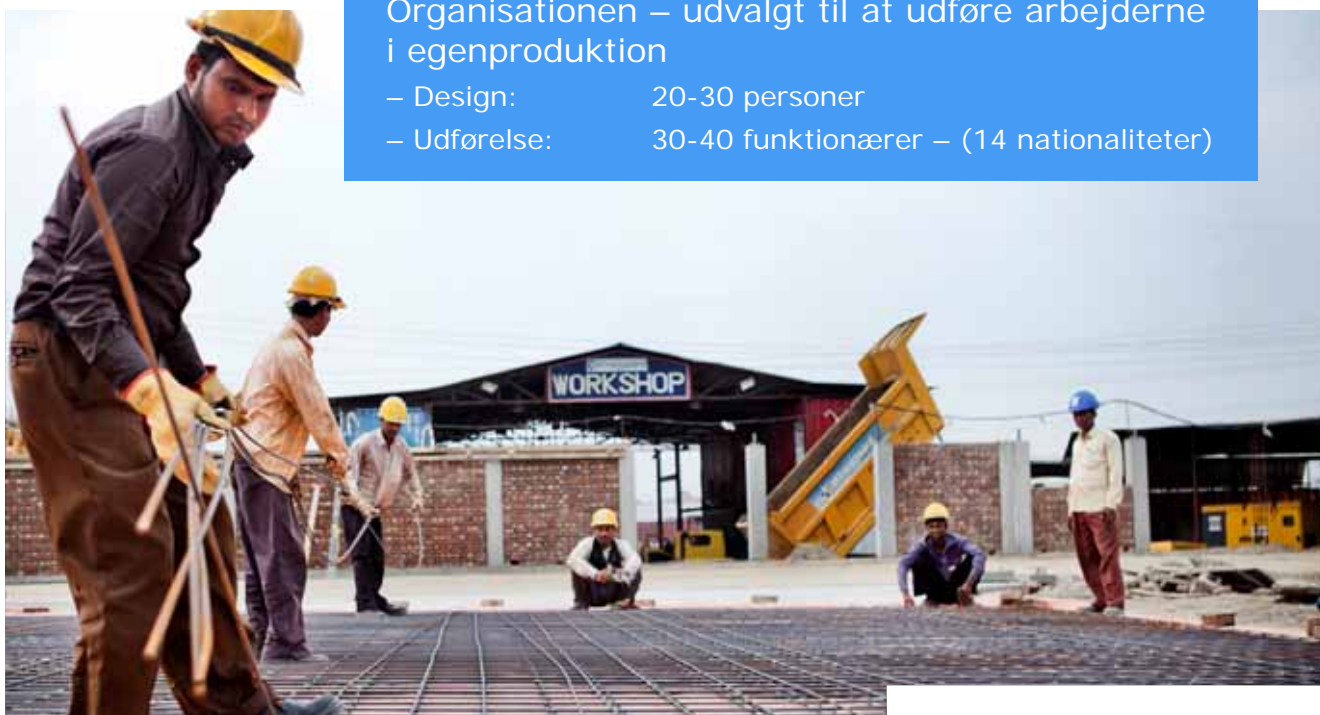 Organisationen – udvalgt til at udføre arbejderne
i egenproduktion
– Design: 20-30 personer
– Udførelse: 30-40 funktionærer – (14 nationaliteter)
WORKSHOP